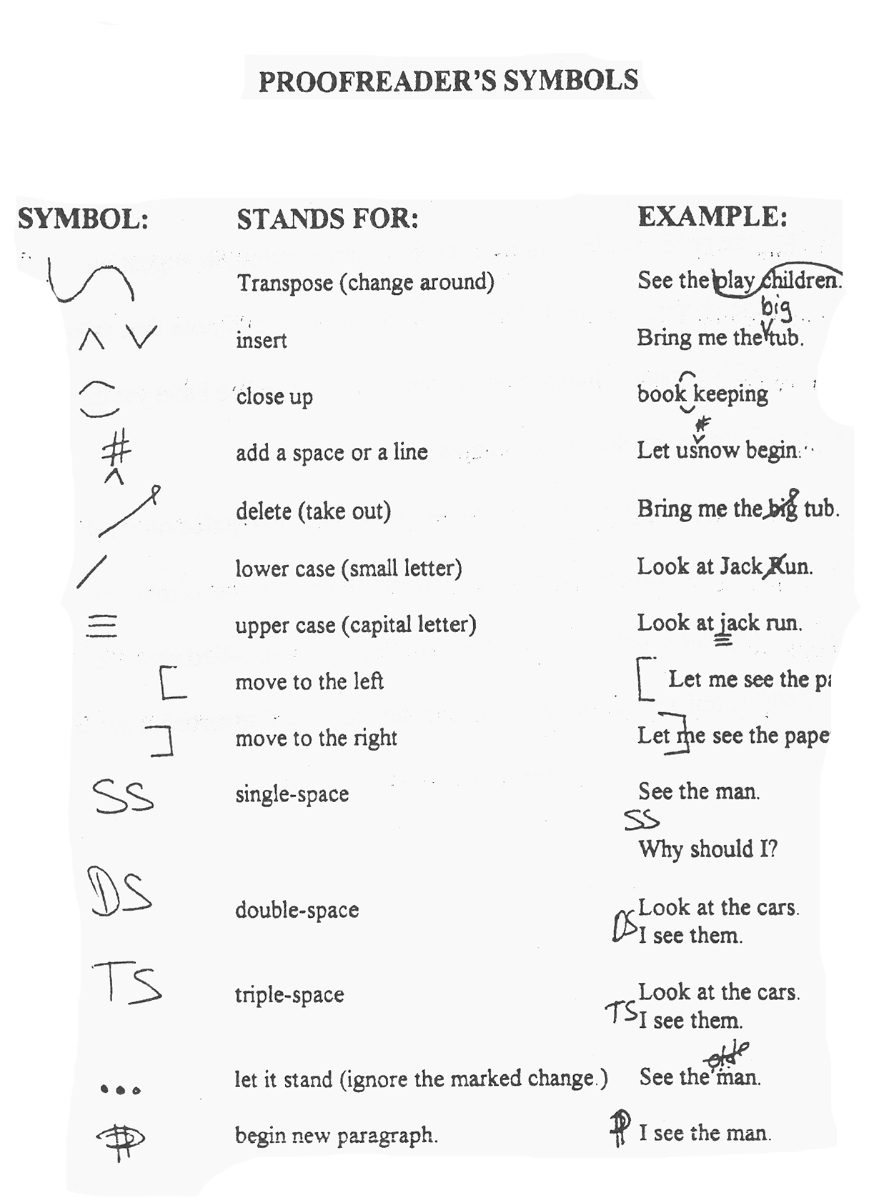 PROOFREADER'S SYMBOLS
SYMBOL: STANDS FOR: EXAMPLE:
Transpose (change around) See the play children.
big
∧ ∨ insert Bring me the tub.
close up book keeping
#
# add a space or a line Let usnow begin.
delete (take out) Bring me the big tub.
/ lower case (small letter) Look at Jack Run.
≡ upper case (capital letter) Look at jack run.
[ move to the left [ Let me see the pa
] move to the right Let ] me see the pape
SS single-space See the man.
SS
Why should I?
DS double-space Look at the cars.
DS I see them.
TS triple-space Look at the cars.
TS I see them.
olde
... let it stand (ignore the marked change.) See the man.
¶ begin new paragraph. ¶ I see the man.